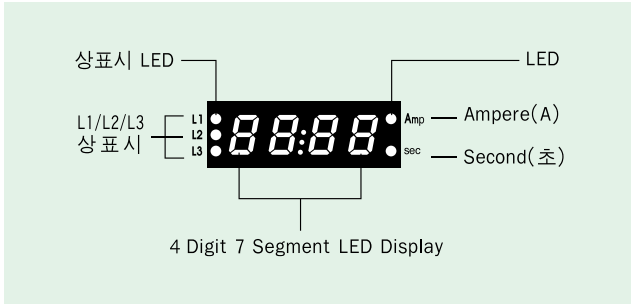 상표시 LED
LED
L1/L2/L3
상표시
L1
L2
L3
88:88
Amp
sec
Ampere(A)
Second(초)
4 Digit 7 Segment LED Display